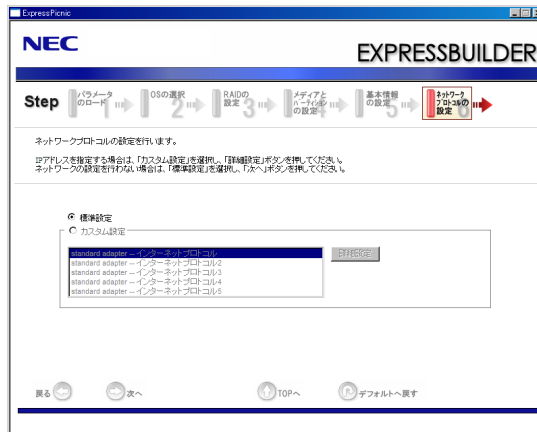 ExpressPicnic
NEC
EXPRESSBUILDER
Step
パラメータのロード 1
OSの選択 2
RAIDの設定 3
メディアとパーティションの設定 4
基本情報の設定 5
ネットワークプロトコルの設定 6
ネットワークプロトコルの設定を行います。
IPアドレスを指定する場合は、「カスタム設定」を選択し、「詳細設定」ボタンを押してください。
ネットワークの設定を行わない場合は、「標準設定」を選択し、「次へ」ボタンを押してください。
標準設定
カスタム設定
standard adapter -- インターネットプロトコル
詳細設定
standard adapter -- インターネットプロトコル2
standard adapter -- インターネットプロトコル3
standard adapter -- インターネットプロトコル4
standard adapter -- インターネットプロトコル5
戻る
次へ
TOPへ
デフォルトへ戻す